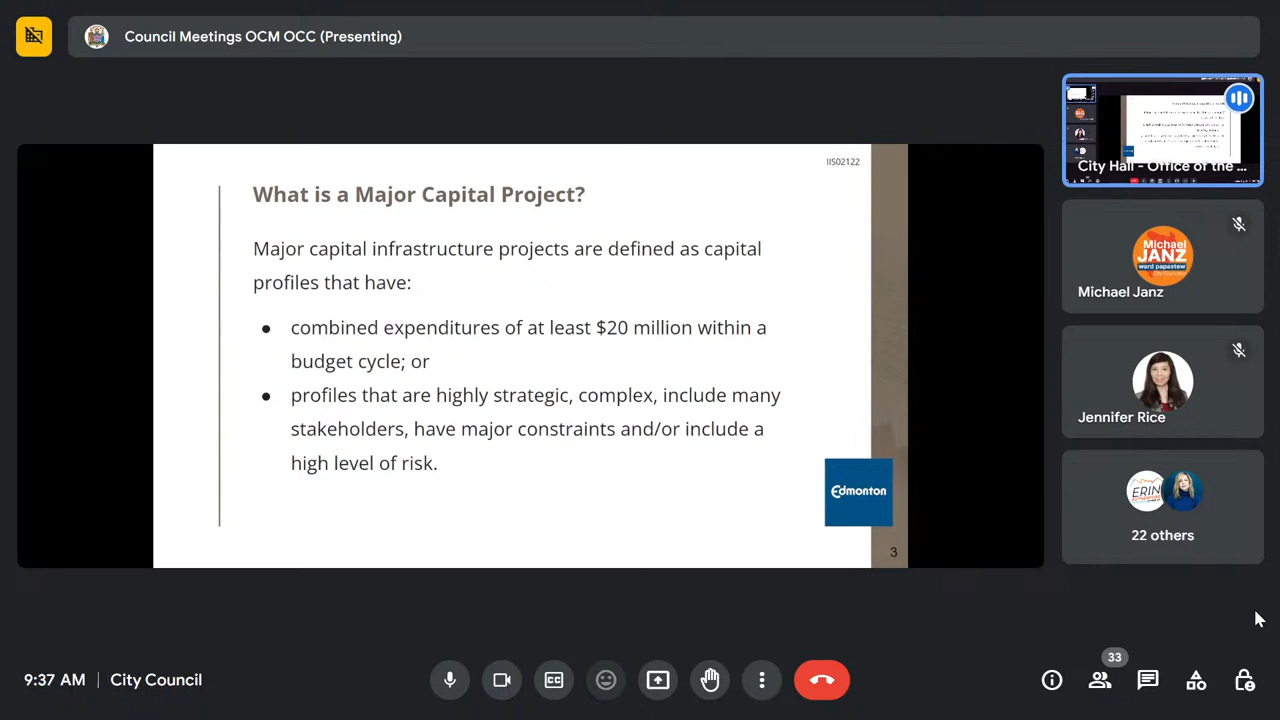 Council Meetings OCM OCC (Presenting)
IIS02122
What is a Major Capital Project?
Major capital infrastructure projects are defined as capital
profiles that have:
● combined expenditures of at least $20 million within a
budget cycle; or
● profiles that are highly strategic, complex, include many
stakeholders, have major constraints and/or include a
high level of risk.
Edmonton
3
City Hall - Office of the ...
Michael
JANZ
ward papastew
Michael Janz
Jennifer Rice
ERIN
22 others
9:37 AM | City Council
CC
33